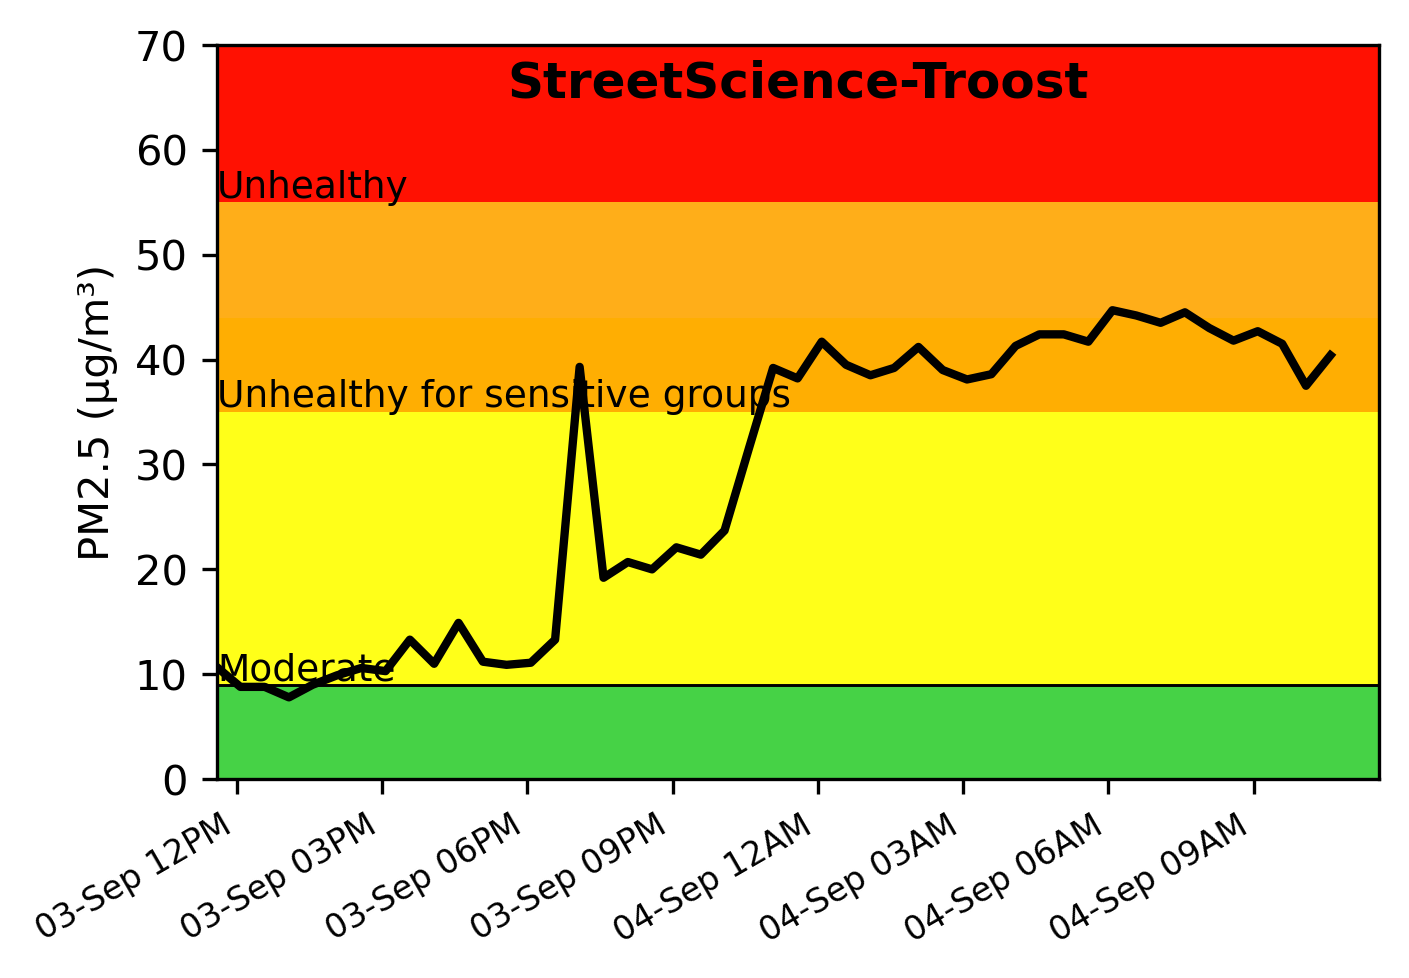 StreetScience-Troost
70
60
50
40
30
20
10
0
PM2.5 (µg/m³)
Unhealthy
Unhealthy for sensitive groups
Moderate
03-Sep 12PM
03-Sep 03PM
03-Sep 06PM
03-Sep 09PM
04-Sep 12AM
04-Sep 03AM
04-Sep 06AM
04-Sep 09AM